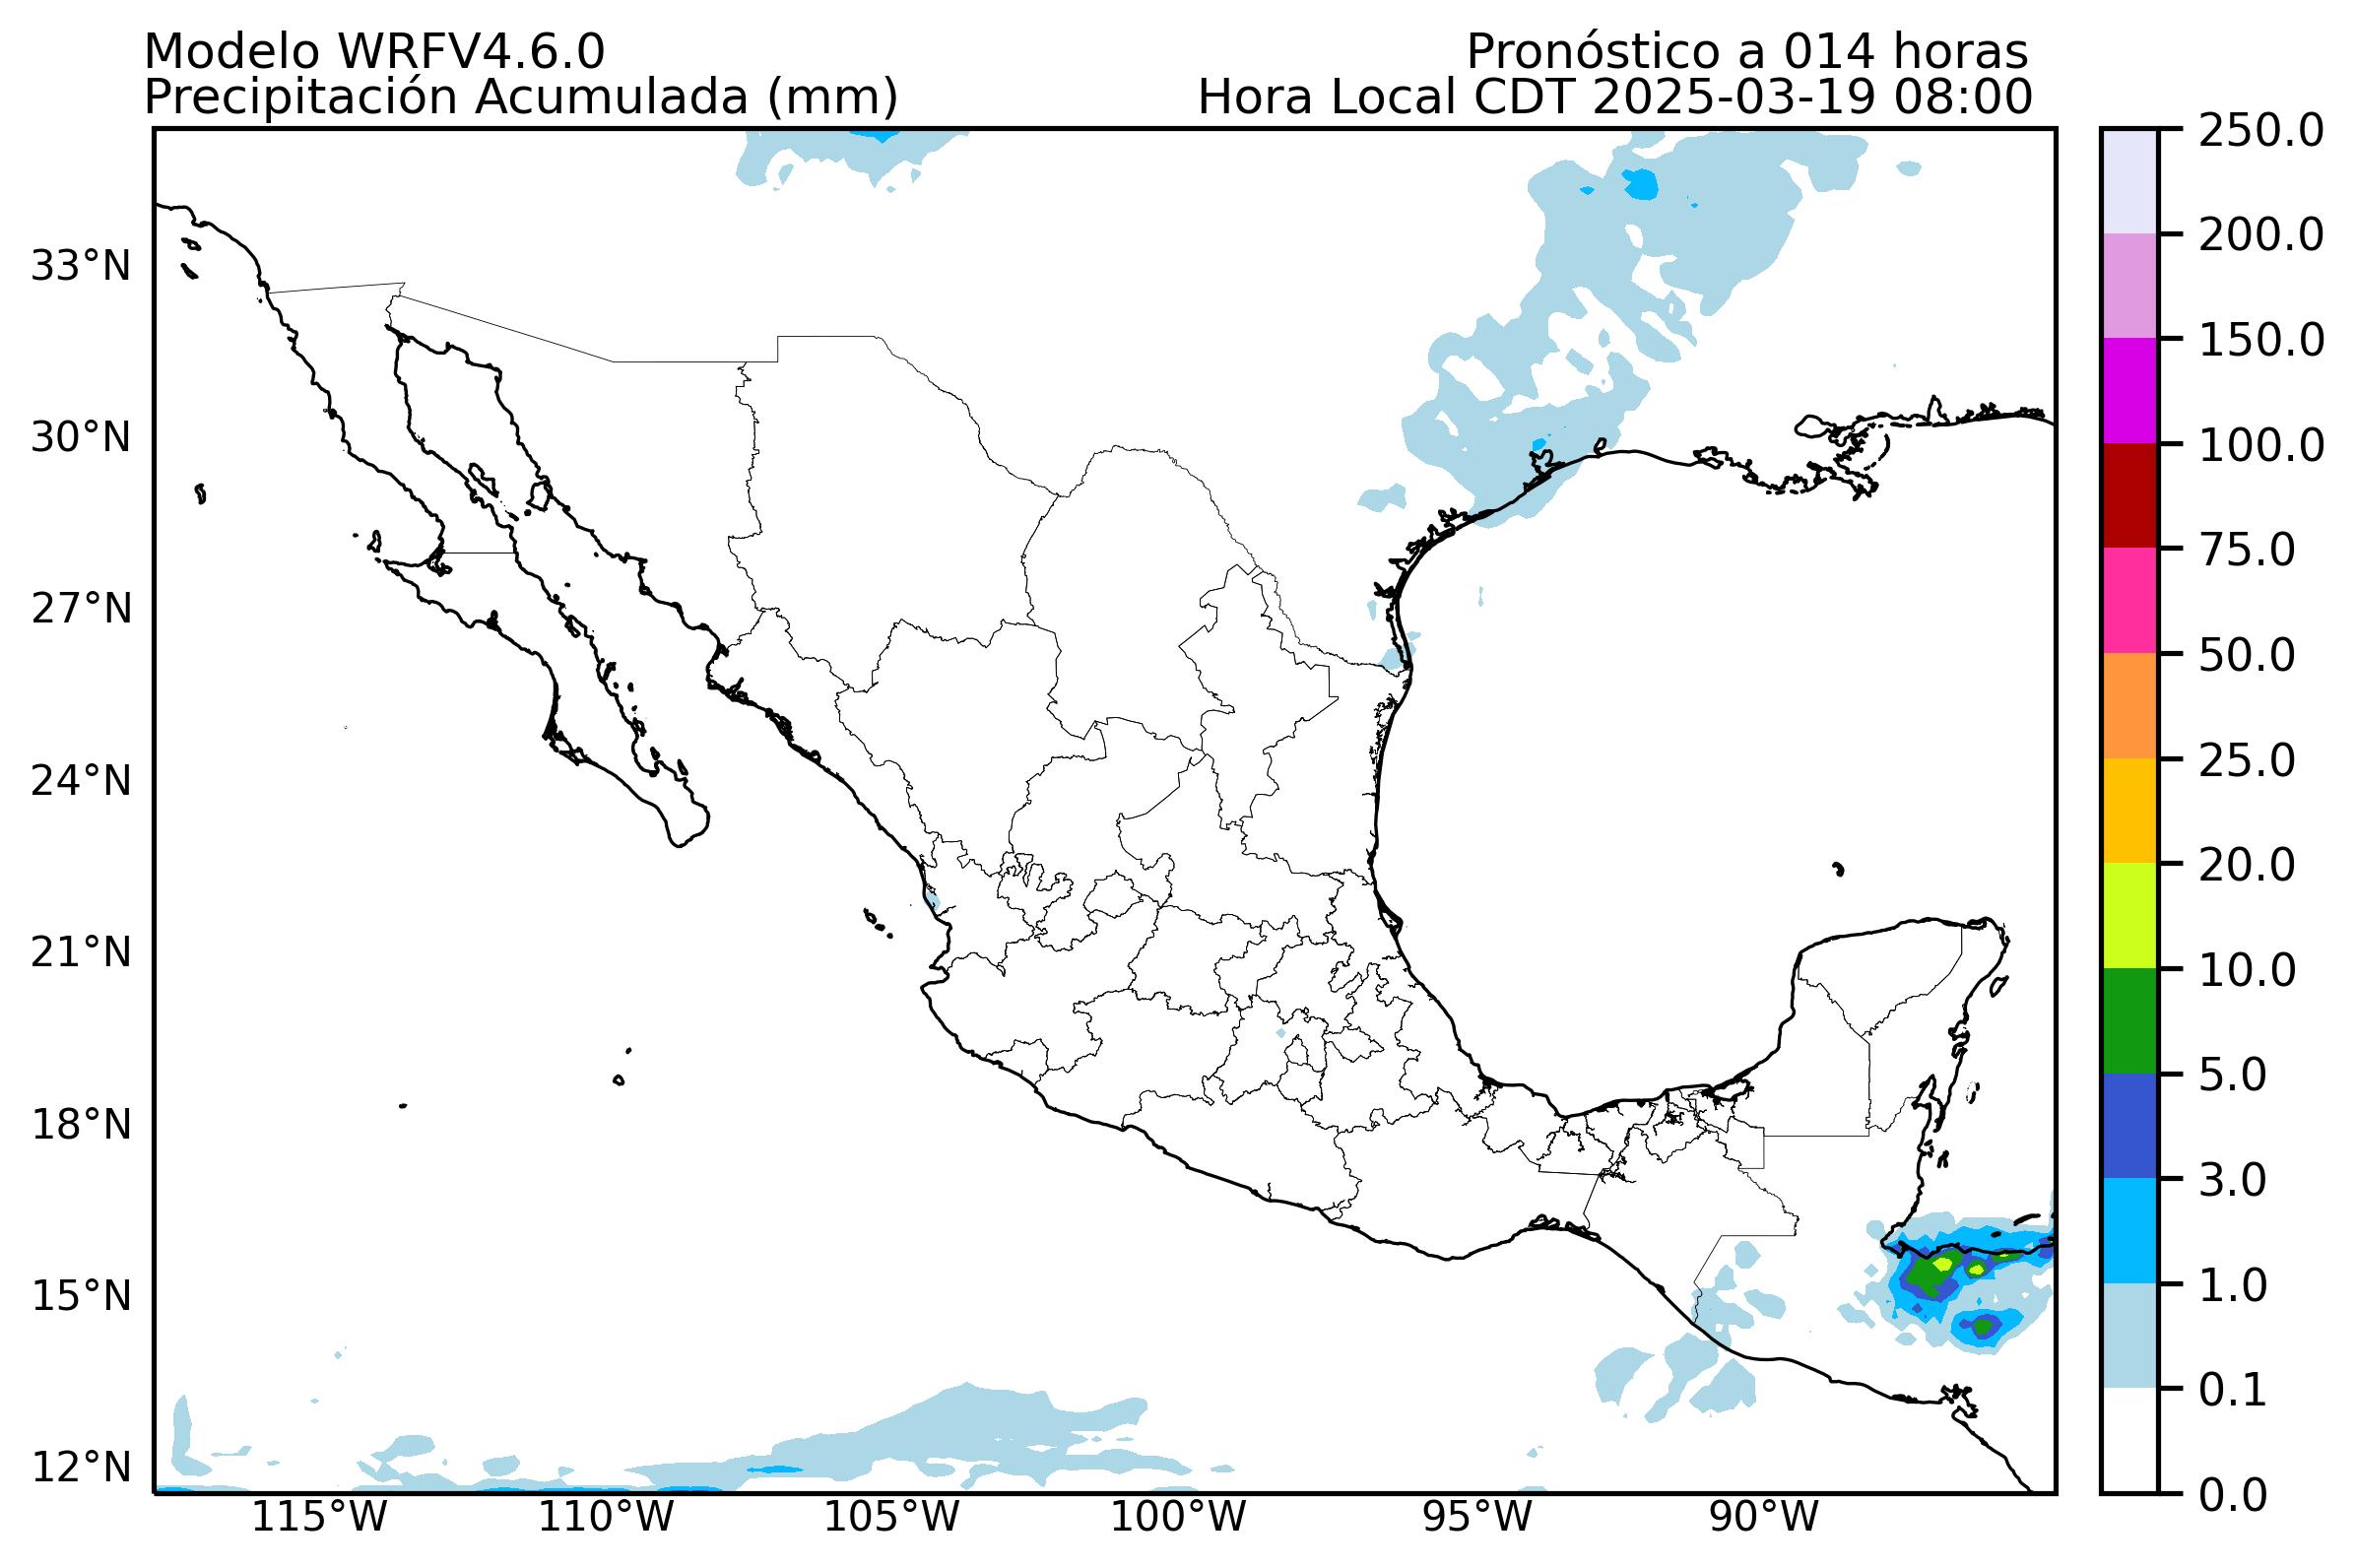 Modelo WRFV4.6.0
Pronóstico a 014 horas
Precipitación Acumulada (mm)
Hora Local CDT 2025-03-19 08:00
33°N
30°N
27°N
24°N
21°N
18°N
15°N
12°N
115°W
110°W
105°W
100°W
95°W
90°W
250.0
200.0
150.0
100.0
75.0
50.0
25.0
20.0
10.0
5.0
3.0
1.0
0.1
0.0